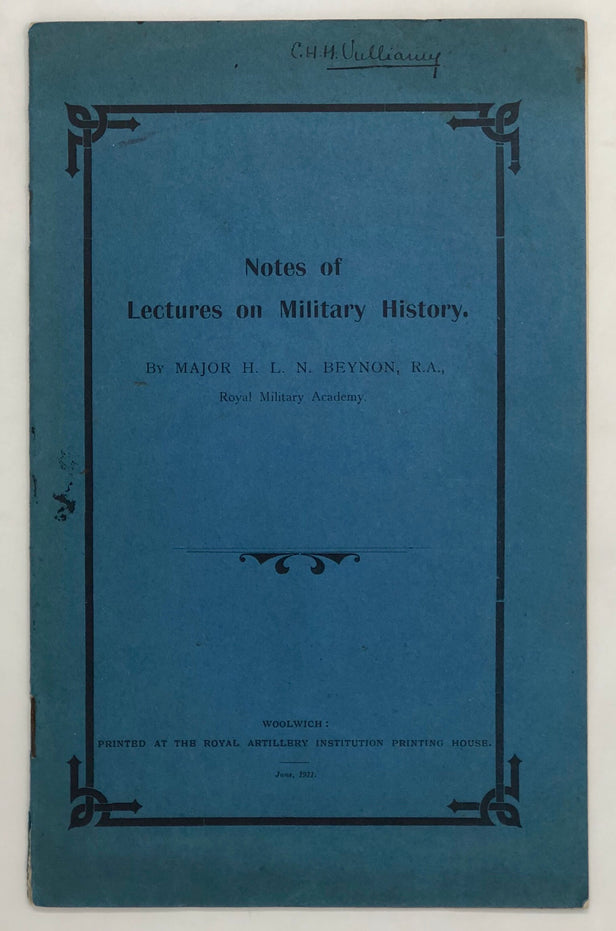 C.H.H. Vulliamy
Notes of
Lectures on Military History.
By MAJOR H. L. N. BEYNON, R.A.,
Royal Military Academy.
WOOLWICH :
PRINTED AT THE ROYAL ARTILLERY INSTITUTION PRINTING HOUSE.
June, 1921.